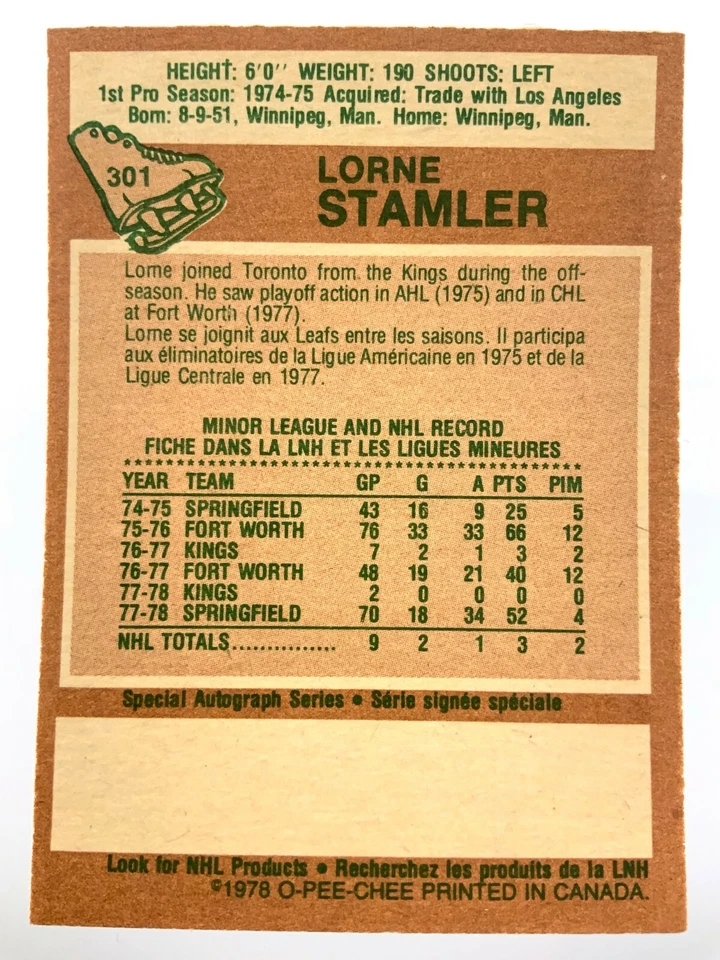 HEIGHT: 6'0'' WEIGHT: 190 SHOOTS: LEFT
1st Pro Season: 1974-75 Acquired: Trade with Los Angeles
Born: 8-9-51, Winnipeg, Man. Home: Winnipeg, Man.
301
LORNE
STAMLER
Lorne joined Toronto from the Kings during the off-
season. He saw playoff action in AHL (1975) and in CHL
at Fort Worth (1977).
Lorne se joignit aux Leafs entre les saisons. Il participa
aux éliminatoires de la Ligue Américaine en 1975 et de la
Ligue Centrale en 1977.
MINOR LEAGUE AND NHL RECORD
FICHE DANS LA LNH ET LES LIGUES MINEURES
YEAR TEAM GP G A PTS PIM
74-75 SPRINGFIELD 43 16 9 25 5
75-76 FORT WORTH 76 33 33 66 12
76-77 KINGS 7 2 1 3 2
76-77 FORT WORTH 48 19 21 40 12
77-78 KINGS 2 0 0 0 0
77-78 SPRINGFIELD 70 18 34 52 4
NHL TOTALS............... 9 2 1 3 2
Special Autograph Series • Série signée spéciale
Look for NHL Products • Recherchez les produits de la LNH
©1978 O-PEE-CHEE PRINTED IN CANADA.